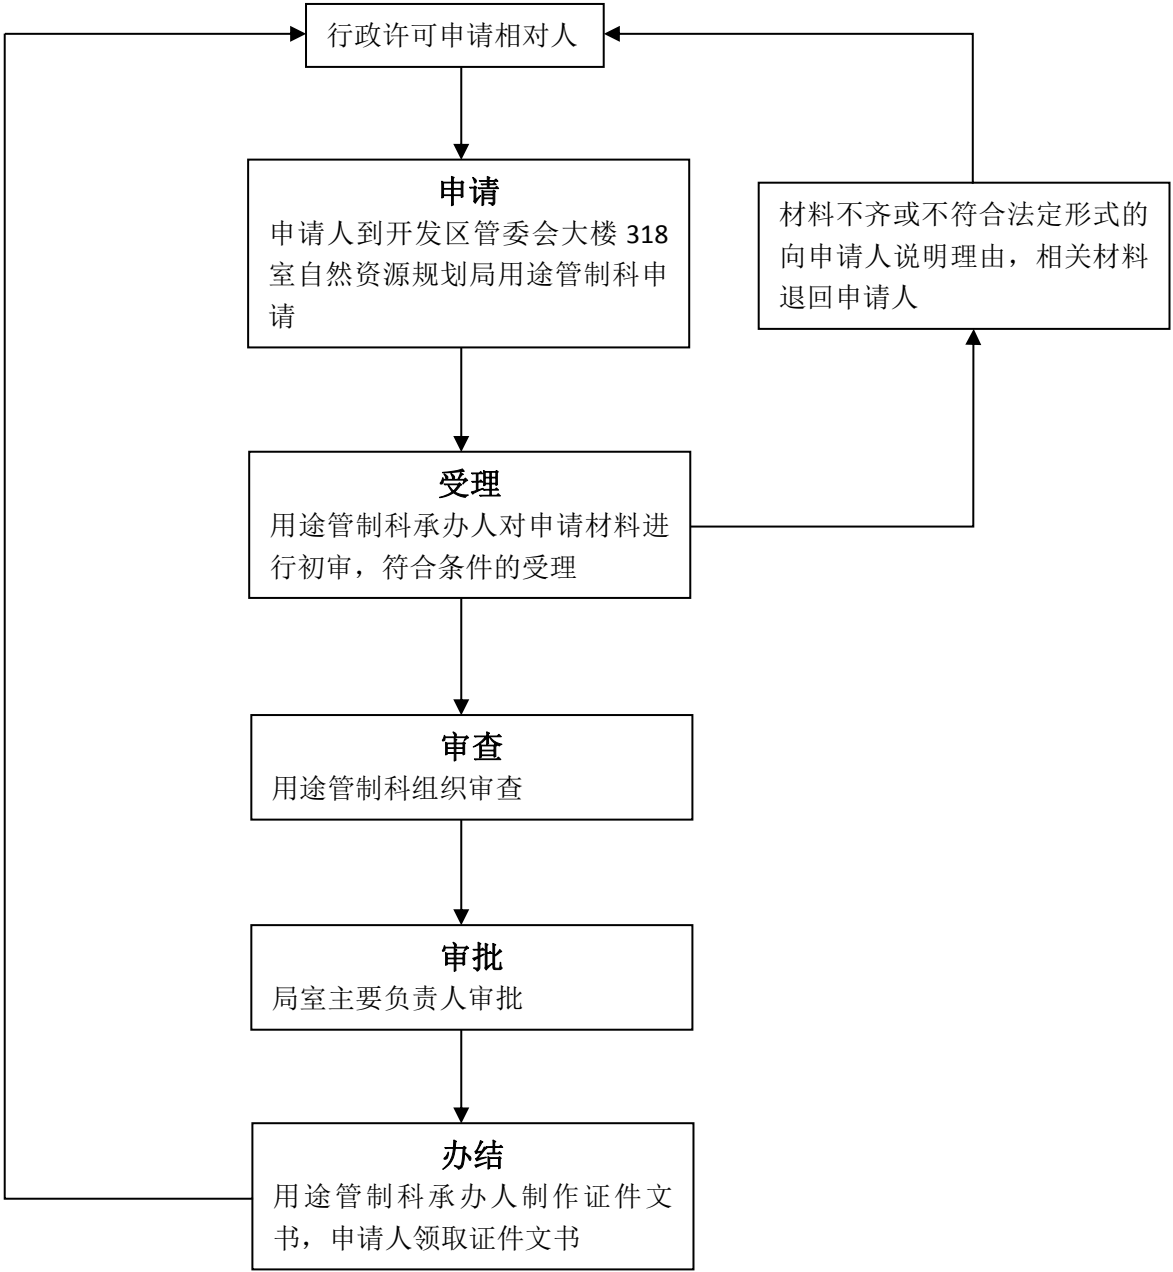 行政许可申请相对人
申请
申请人到开发区管委会大楼 318
室自然资源规划局用途管制科申
请
材料不齐或不符合法定形式的
向申请人说明理由，相关材料
退回申请人
受理
用途管制科承办人对申请材料进
行初审，符合条件的受理
审查
用途管制科组织审查
审批
局室主要负责人审批
办结
用途管制科承办人制作证件文
书，申请人领取证件文书